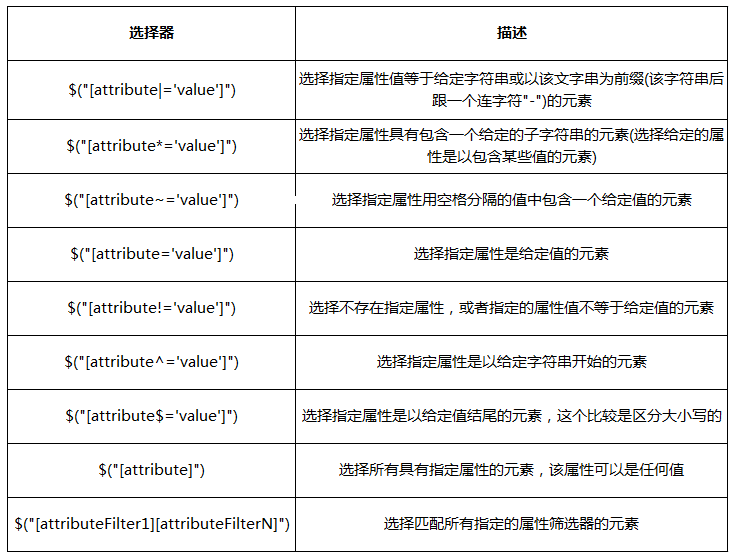 选择器
描述
$("[attribute|='value']")
选择指定属性值等于给定字符串或以该文字串为前缀(该字符串后
跟一个连字符"-")的元素
$("[attribute*='value']")
选择指定属性具有包含一个给定的子字符串的元素(选择给定的属
性是以包含某些值的元素)
$("[attribute~='value']")
选择指定属性用空格分隔的值中包含一个给定值的元素
$("[attribute='value']")
选择指定属性是给定值的元素
$("[attribute!='value']")
选择不存在指定属性，或者指定的属性值不等于给定值的元素
$("[attribute^='value']")
选择指定属性是以给定字符串开始的元素
$("[attribute$='value']")
选择指定属性是以给定值结尾的元素，这个比较是区分大小写的
$("[attribute]")
选择所有具有指定属性的元素，该属性可以是任何值
$("[attributeFilter1][attributeFilterN]")
选择匹配所有指定的属性筛选器的元素